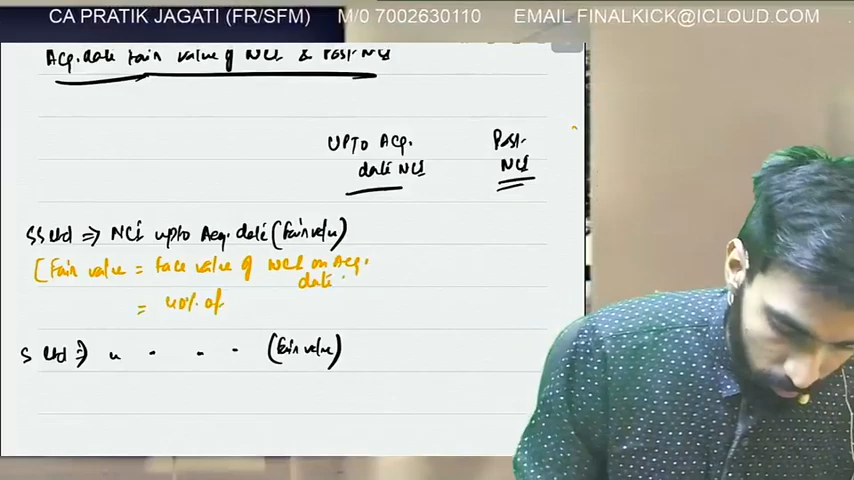 CA PRATIK JAGATI (FR/SFM) M/0 7002630110 EMAIL FINALKICK@ICLOUD.COM
Acq. date Fair value of NCI & Post-NCI
UPTO Acq. date NCI
Post- NCI
SS Ltd ⇒ NCI upto Acq. date (Fair value)
[Fair value = Face value of NCI on Acq. date.
= 40% of
S Ltd ⇒ " " " " (Fair value)